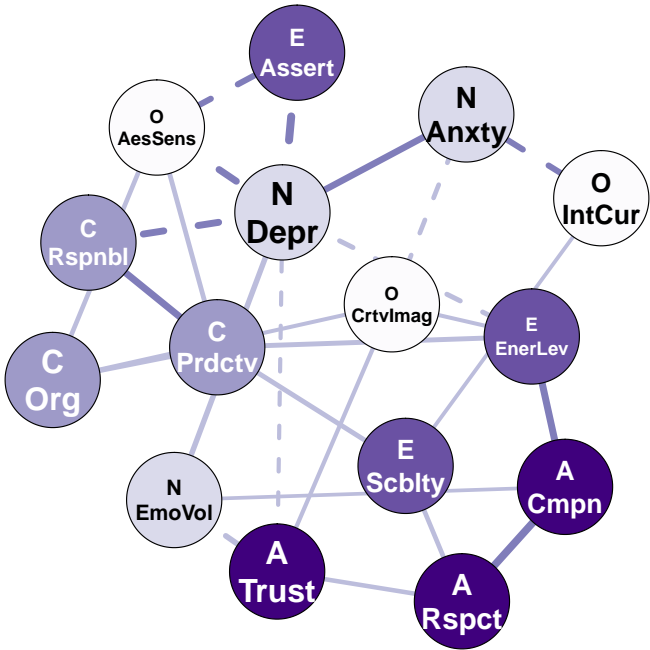 E
Assert
O
AesSens
N
Anxty
N
Depr
O
IntCur
C
Rspnbl
O
CrtvImag
C
Prdctv
E
EnerLev
C
Org
E
Scblty
N
EmoVol
A
Cmpn
A
Trust
A
Rspct